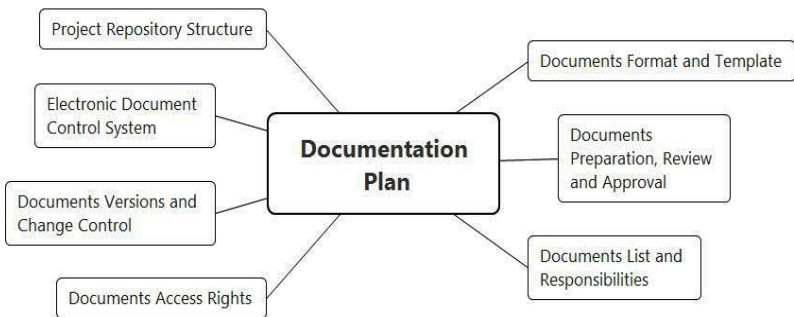 Project Repository Structure
Electronic Document
Control System
Documents Versions and
Change Control
Documents Access Rights
Documentation
Plan
Documents Format and Template
Documents
Preparation, Review
and Approval
Documents List and
Responsibilities